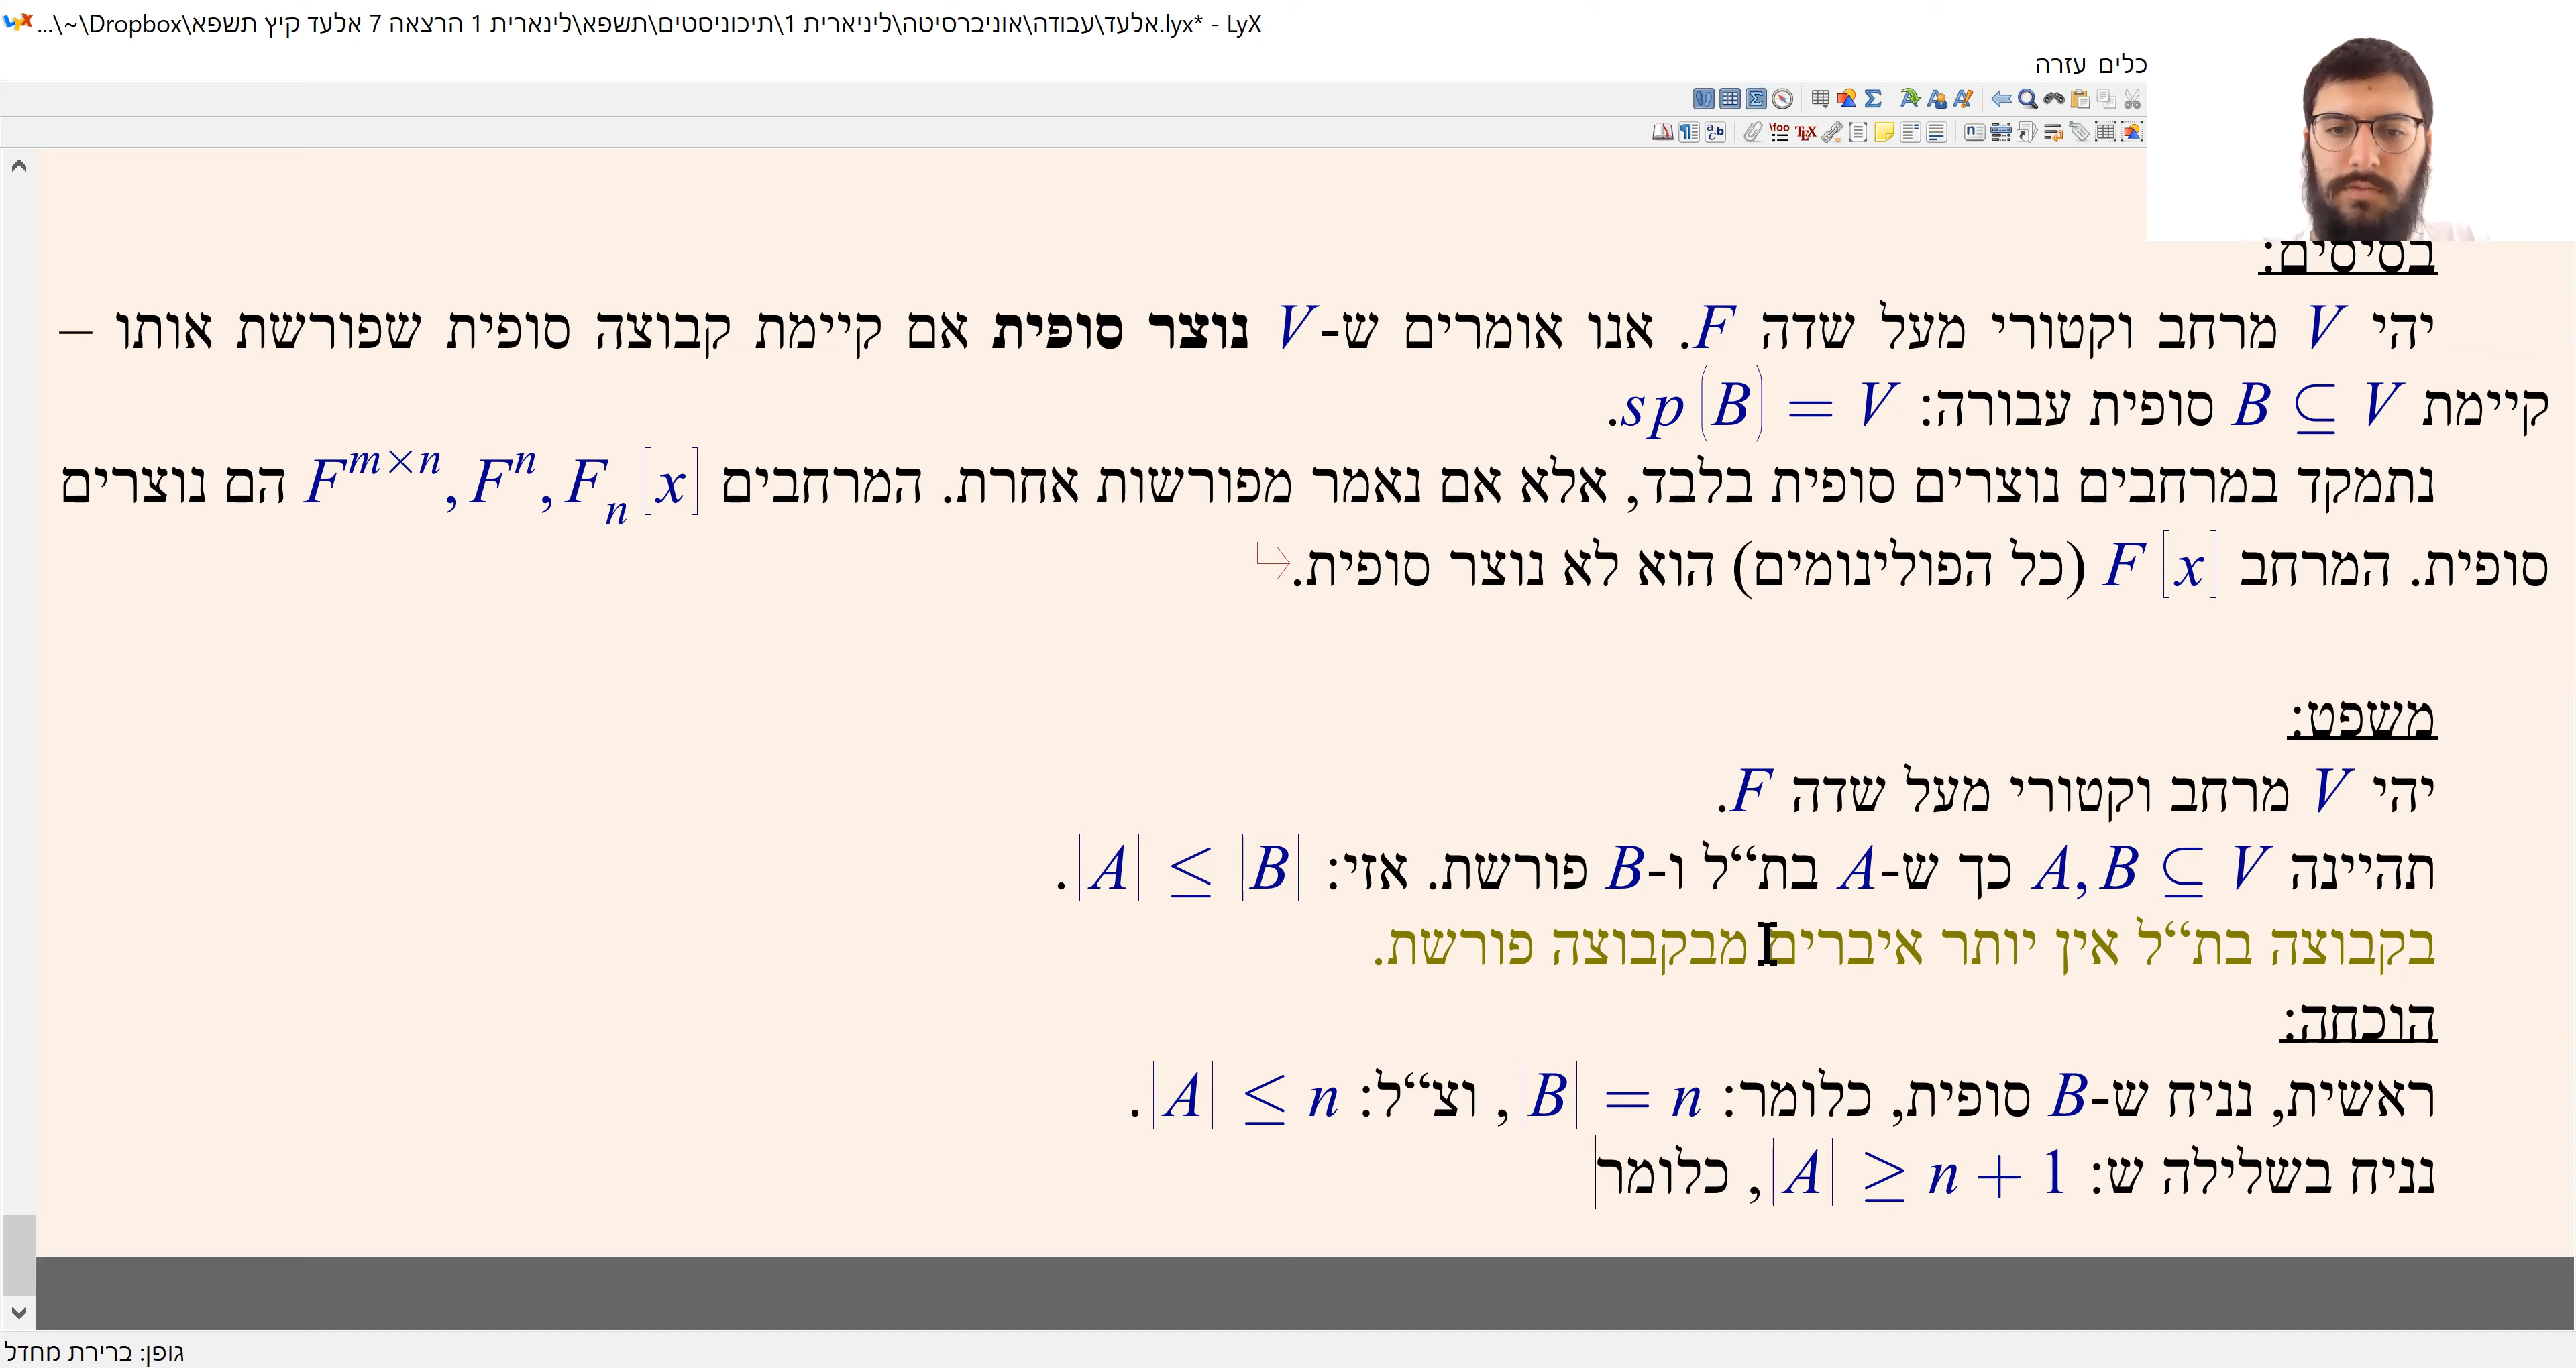 ...\~\Dropbox\אלעד\עבודה\אוניברסיטה\ליניארית 1\תיכוניסטים\תשפא\לינארית 1 הרצאה 7 אלעד קיץ תשפא.lyx* - LyX
כלים עזרה
בסיסים:
יהי V מרחב וקטורי מעל שדה F. אנו אומרים ש-V נוצר סופית אם קיימת קבוצה סופית שפורשת אותו –
קיימת B ⊆ V סופית עבורה: sp(B) = V.
נתמקד במרחבים נוצרים סופית בלבד, אלא אם נאמר מפורשות אחרת. המרחבים F^{m×n}, F^n, F_n[x] הם נוצרים
סופית. המרחב F[x] (כל הפולינומים) הוא לא נוצר סופית.
משפט:
יהי V מרחב וקטורי מעל שדה F.
תהיינה A, B ⊆ V כך ש-A בת“ל ו-B פורשת. אזי: |A| ≤ |B|.
בקבוצה בת“ל אין יותר איברים מבקבוצה פורשת.
הוכחה:
ראשית, נניח ש-B סופית, כלומר: |B| = n, וצ“ל: |A| ≤ n.
נניח בשלילה ש: |A| ≥ n + 1, כלומר
גופן: ברירת מחדל